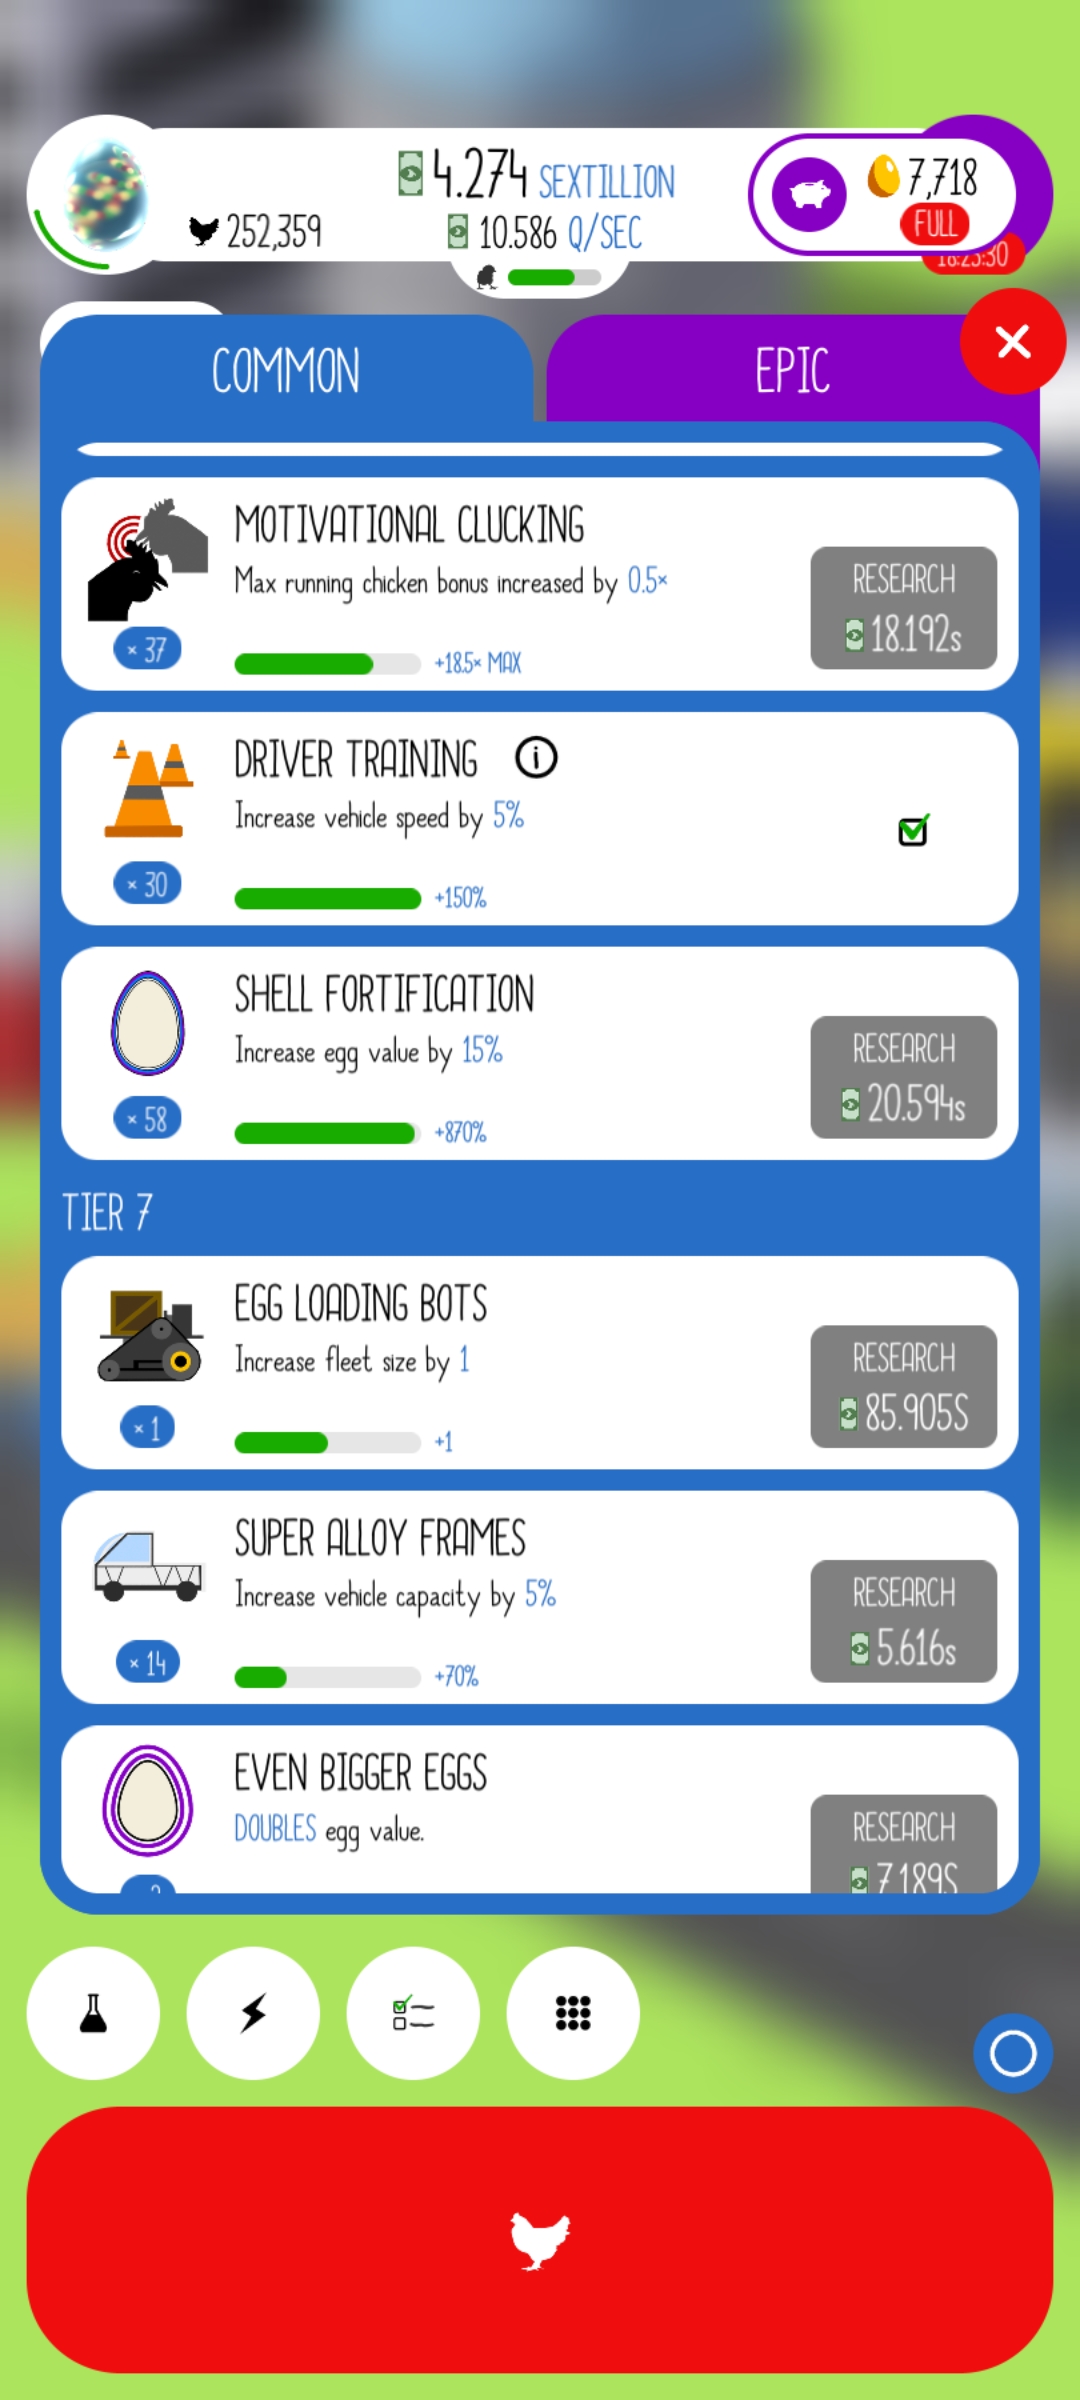 4.274 SEXTILLION
252,359
10.586 Q/SEC
7,718
FULL
COMMON
EPIC
MOTIVATIONAL CLUCKING
Max running chicken bonus increased by 0.5×
RESEARCH
18.192s
× 37
+18.5× MAX
DRIVER TRAINING
Increase vehicle speed by 5%
× 30
+150%
SHELL FORTIFICATION
Increase egg value by 15%
RESEARCH
20.594s
× 58
+870%
TIER 7
EGG LOADING BOTS
Increase fleet size by 1
RESEARCH
85.905S
× 1
+1
SUPER ALLOY FRAMES
Increase vehicle capacity by 5%
RESEARCH
5.616s
× 14
+70%
EVEN BIGGER EGGS
DOUBLES egg value.
RESEARCH
7.189S